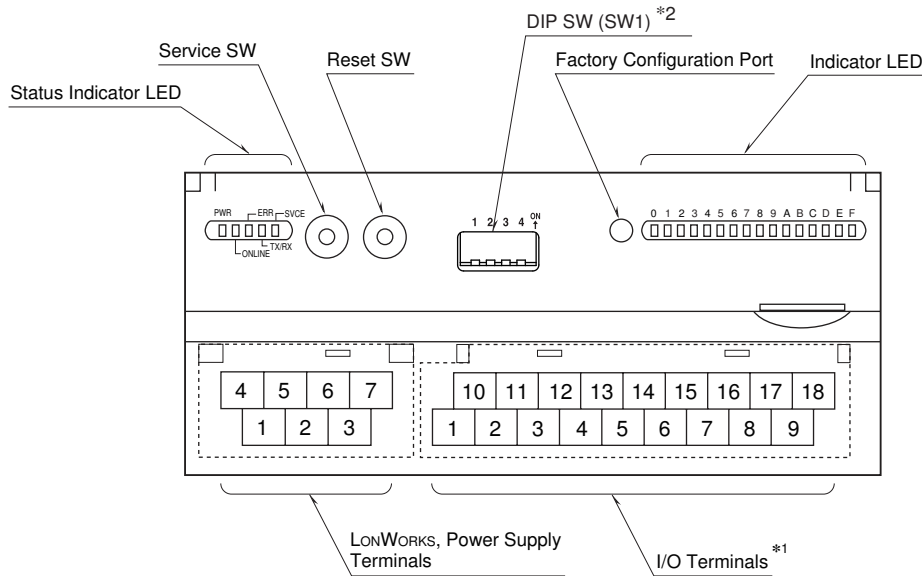 DIP SW (SW1) *2
Service SW
Reset SW
Factory Configuration Port
Indicator LED
Status Indicator LED
PWR
ERR
SVCE
ONLINE
TX/RX
1 2 3 4 ON
0 1 2 3 4 5 6 7 8 9 A B C D E F
4 5 6 7
1 2 3
10 11 12 13 14 15 16 17 18
1 2 3 4 5 6 7 8 9
LONWORKS, Power Supply
Terminals
I/O Terminals *1